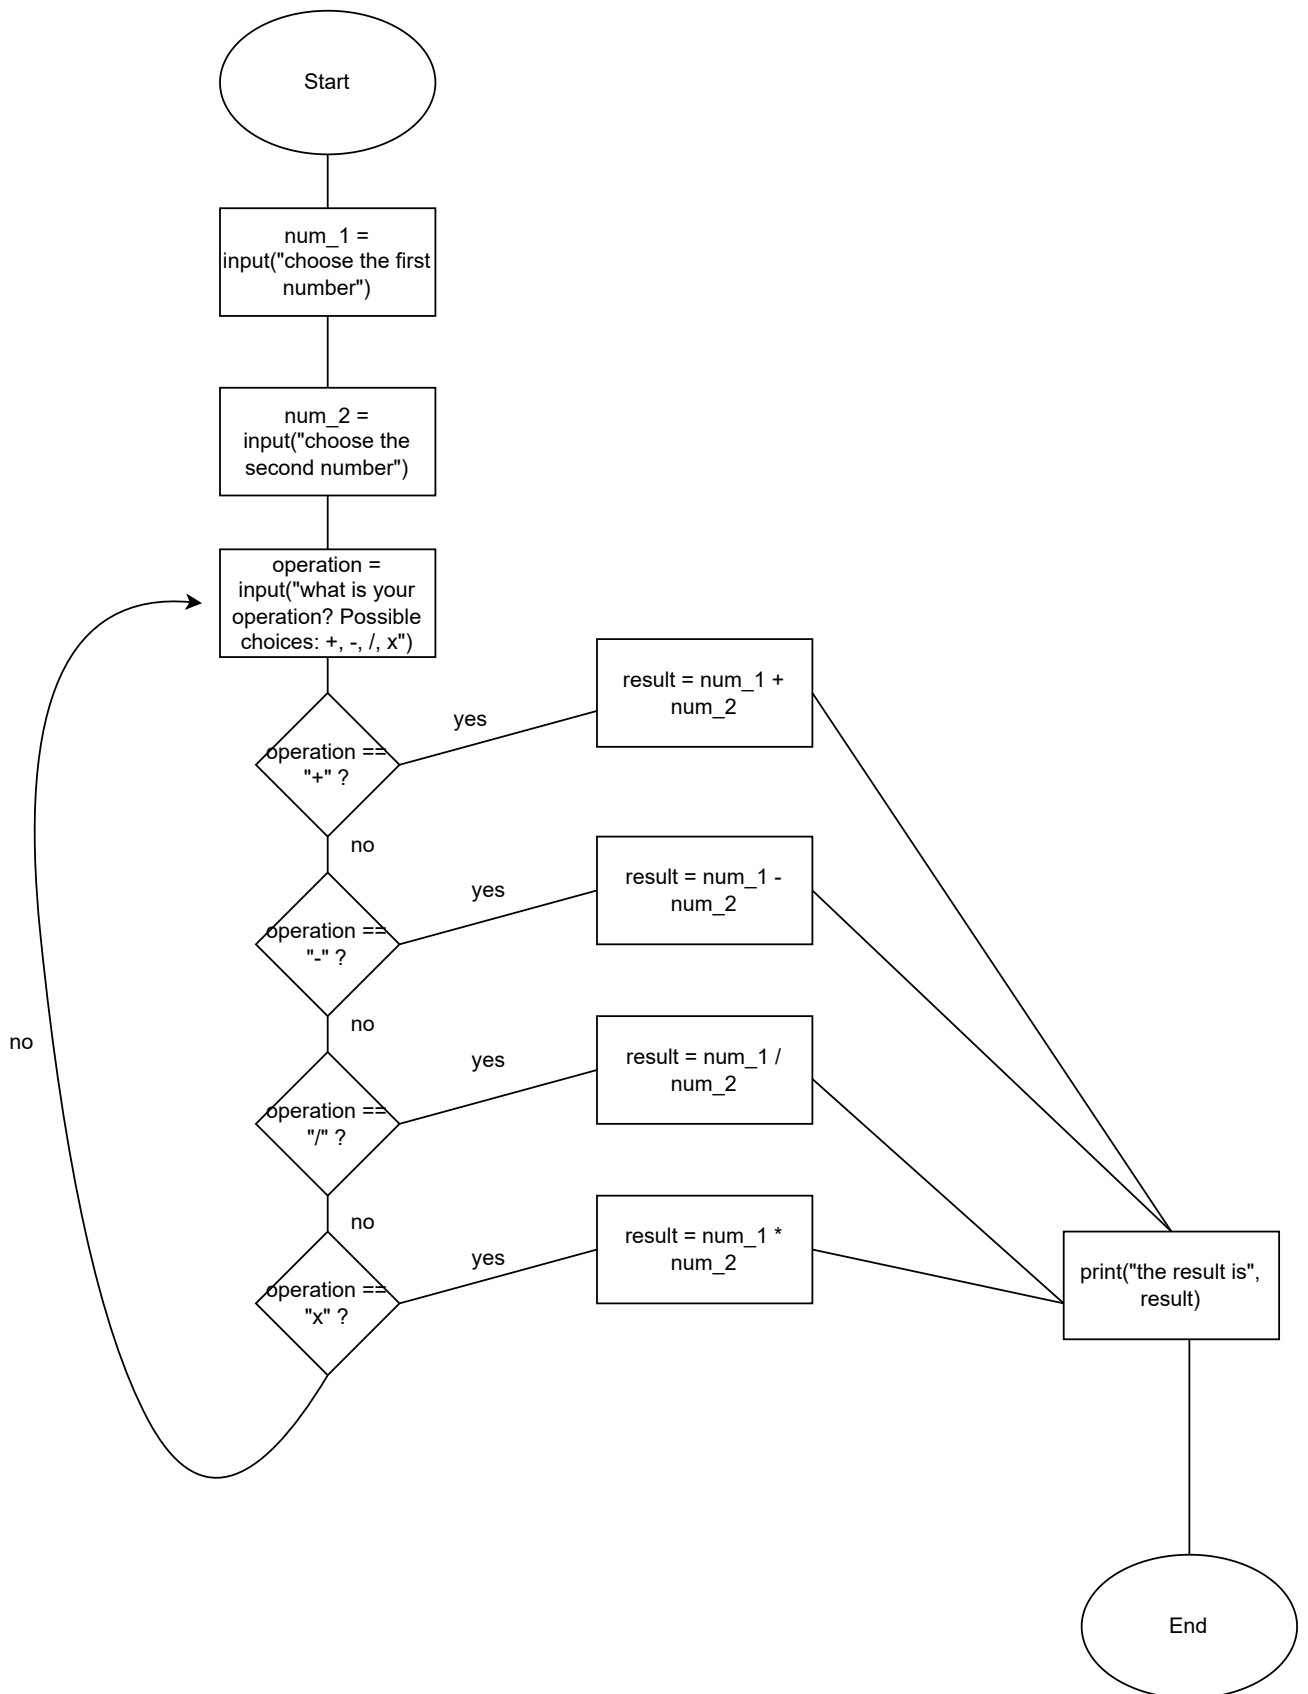 Start
num_1 =
input("choose the first
number")
num_2 =
input("choose the
second number")
operation =
input("what is your
operation? Possible
choices: +, -, /, x")
operation ==
"+" ?
yes
result = num_1 +
num_2
no
operation ==
"-" ?
yes
result = num_1 -
num_2
no
operation ==
"/" ?
yes
result = num_1 /
num_2
no
operation ==
"x" ?
yes
result = num_1 *
num_2
no
print("the result is",
result)
End